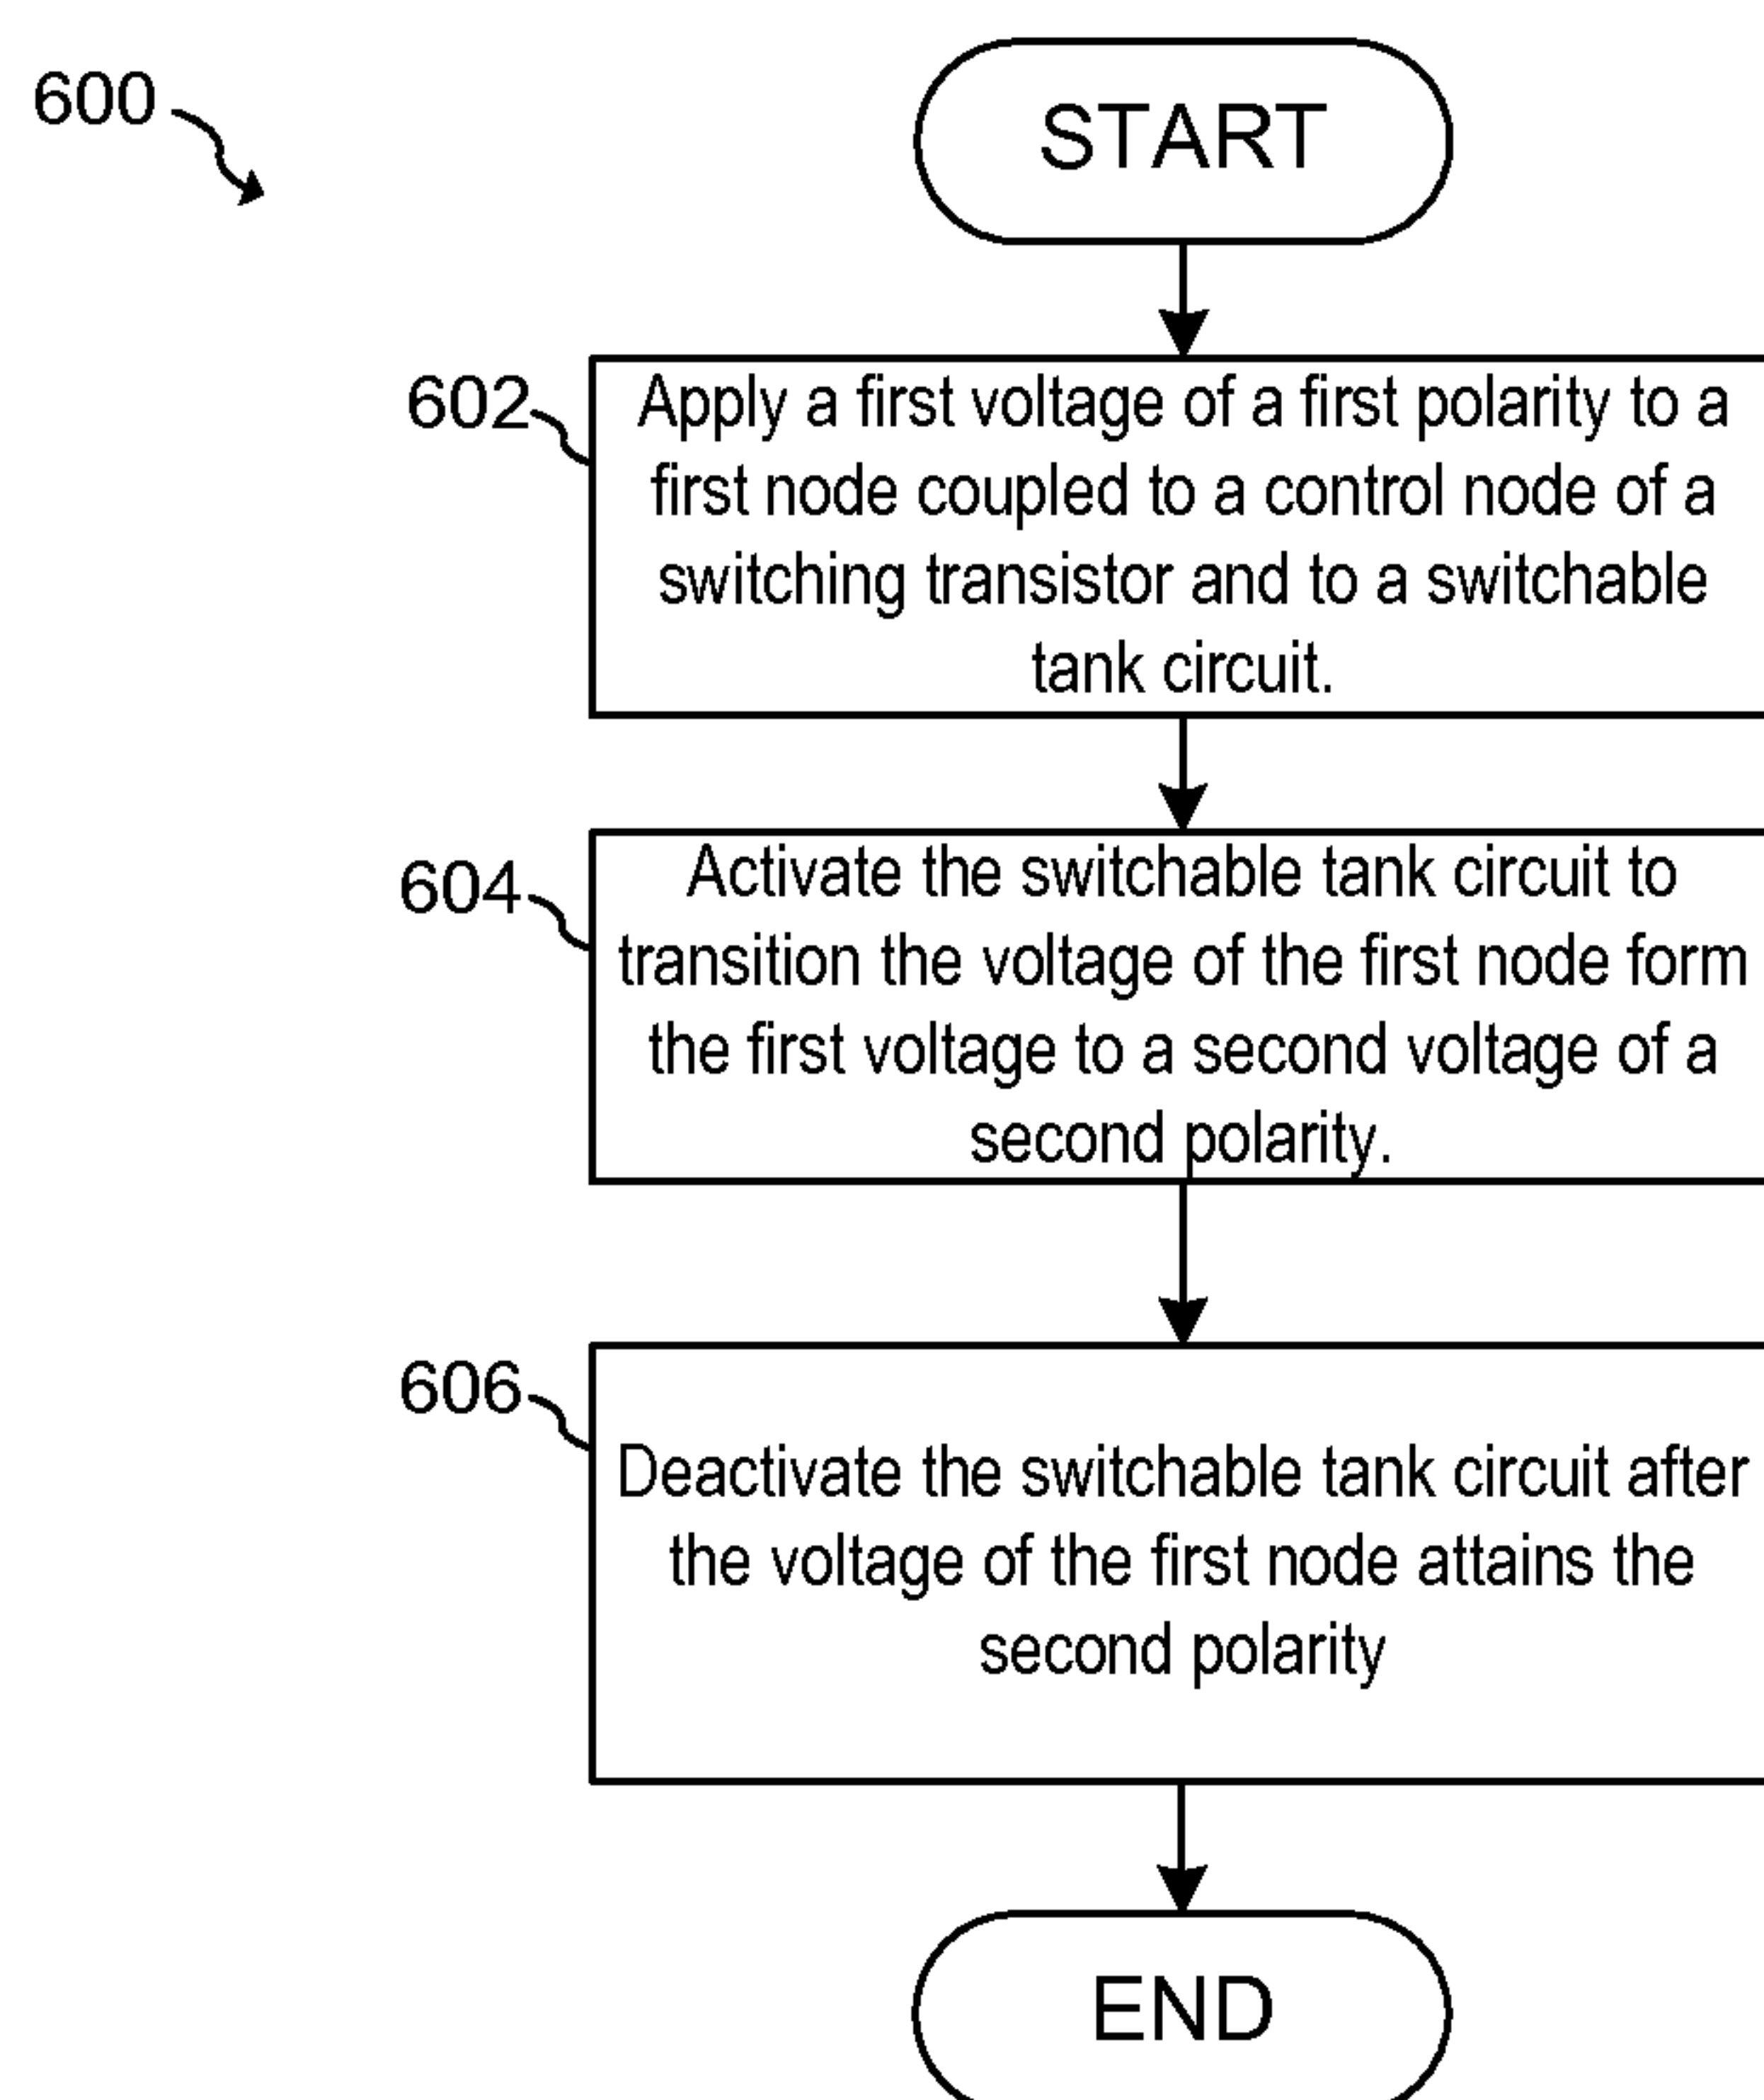 600
START
602
Apply a first voltage of a first polarity to a
first node coupled to a control node of a
switching transistor and to a switchable
tank circuit.
604
Activate the switchable tank circuit to
transition the voltage of the first node form
the first voltage to a second voltage of a
second polarity.
606
Deactivate the switchable tank circuit after
the voltage of the first node attains the
second polarity
END